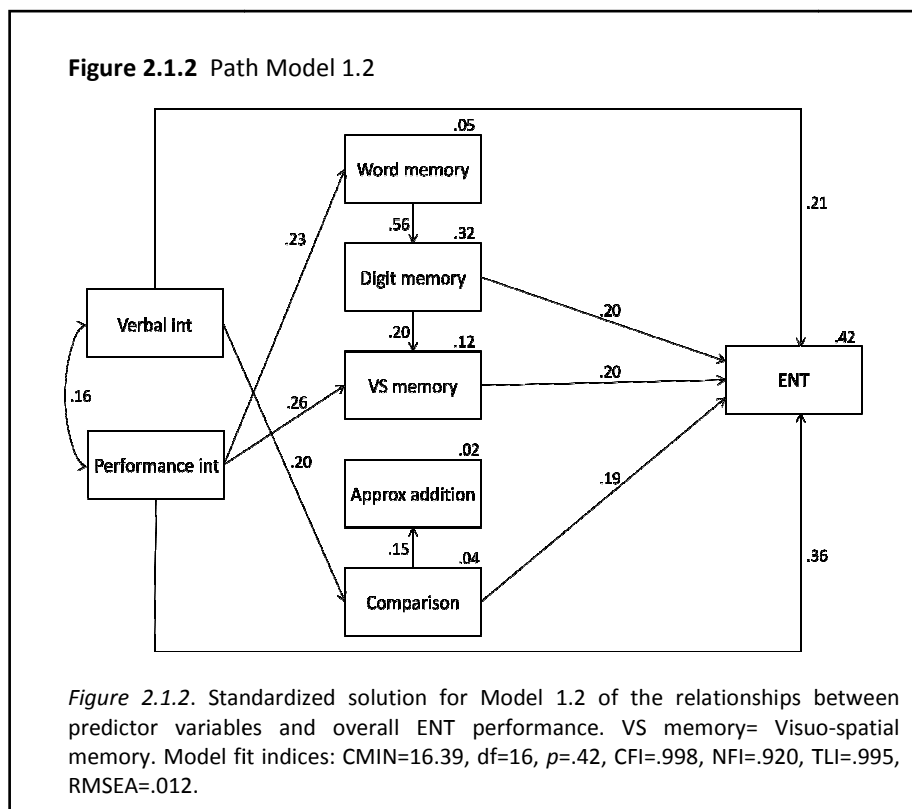 Figure 2.1.2 Path Model 1.2
.05
Word memory
.21
.56
.32
.23
Digit memory
Verbal Int
.20
.20
.12
.42
VS memory
.20
ENT
.16
.26
Performance int
.20
.02
Approx addition
.19
.15
.04
.36
Comparison
Figure 2.1.2. Standardized solution for Model 1.2 of the relationships between
predictor variables and overall ENT performance. VS memory= Visuo-spatial
memory. Model fit indices: CMIN=16.39, df=16, p=.42, CFI=.998, NFI=.920, TLI=.995,
RMSEA=.012.